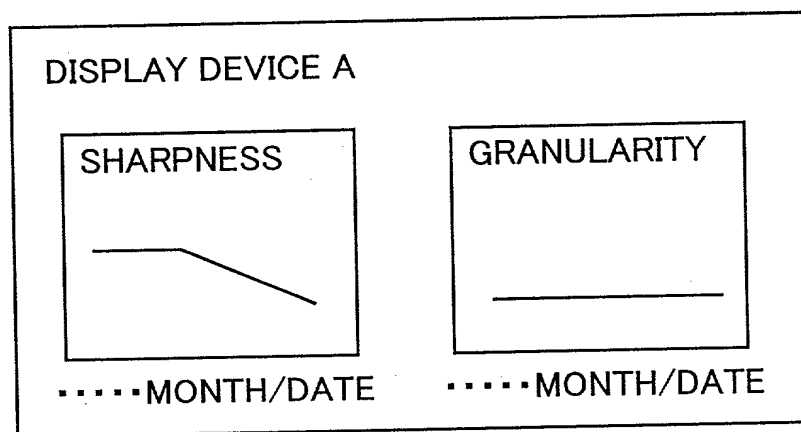 DISPLAY DEVICE A
SHARPNESS
GRANULARITY
·····MONTH/DATE
·····MONTH/DATE